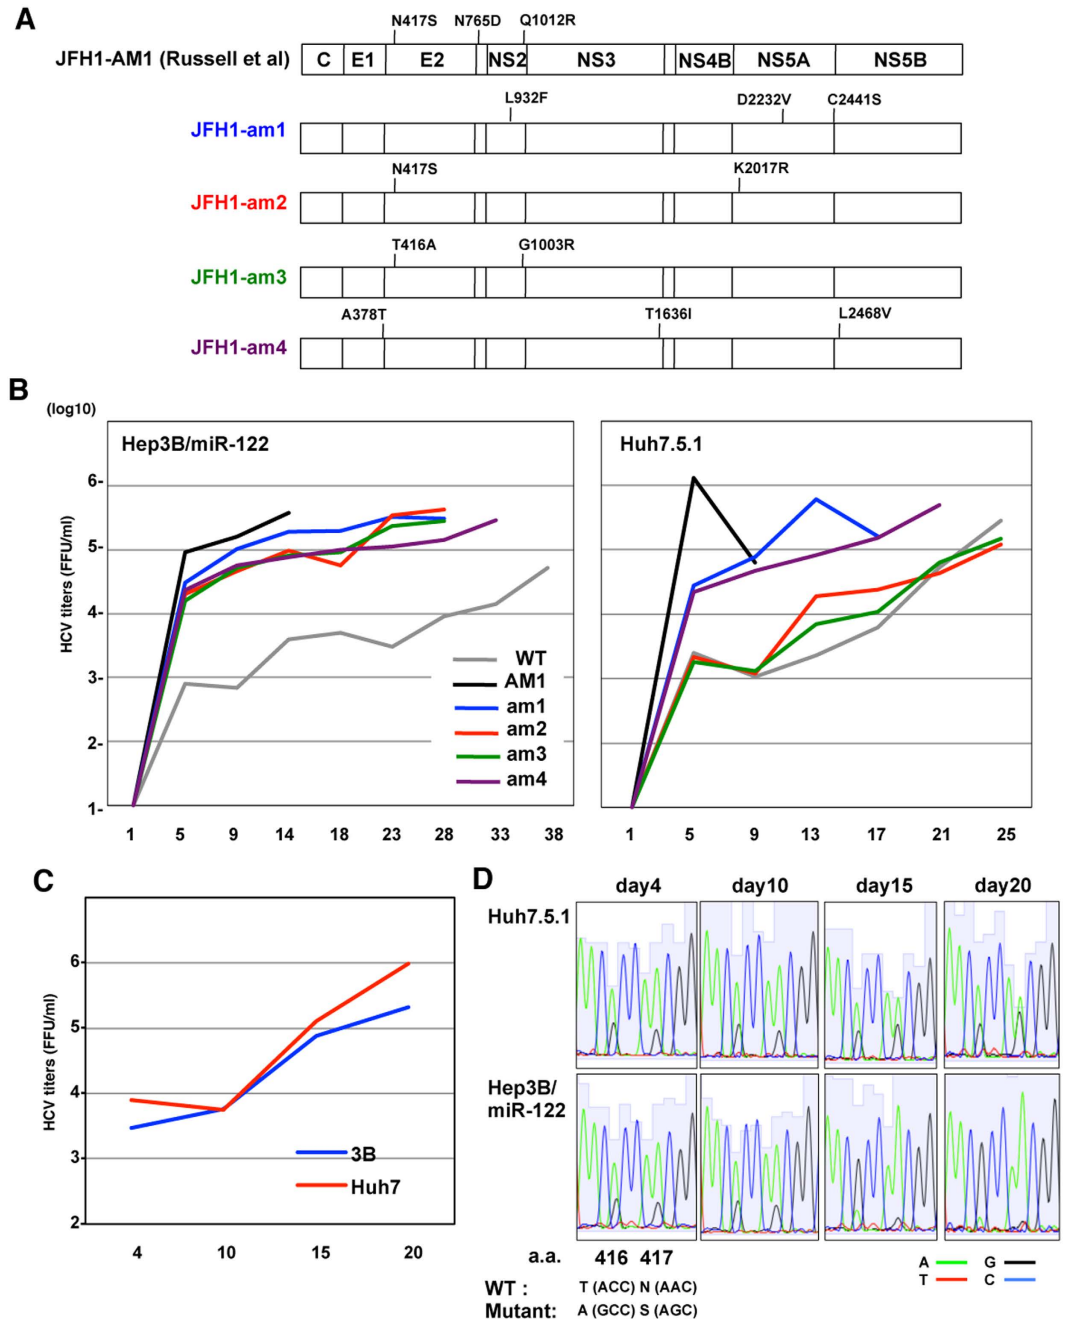 A
N417S N765D Q1012R
JFH1-AM1 (Russell et al) C E1 E2 NS2 NS3 NS4B NS5A NS5B
L932F D2232V C2441S
JFH1-am1
N417S K2017R
JFH1-am2
T416A G1003R
JFH1-am3
A378T T1636I L2468V
JFH1-am4
B
(log10)
Hep3B/miR-122
HCV titers (FFU/ml)
6-
5-
4-
3-
2-
1-
WT
AM1
am1
am2
am3
am4
1 5 9 14 18 23 28 33 38
Huh7.5.1
1 5 9 13 17 21 25
C
HCV titers (FFU/ml)
6
5
4
3
2
3B
Huh7
4 10 15 20
D
day4 day10 day15 day20
Huh7.5.1
Hep3B/
miR-122
a.a. 416 417
WT : T (ACC) N (AAC)
Mutant: A (GCC) S (AGC)
A G
T C